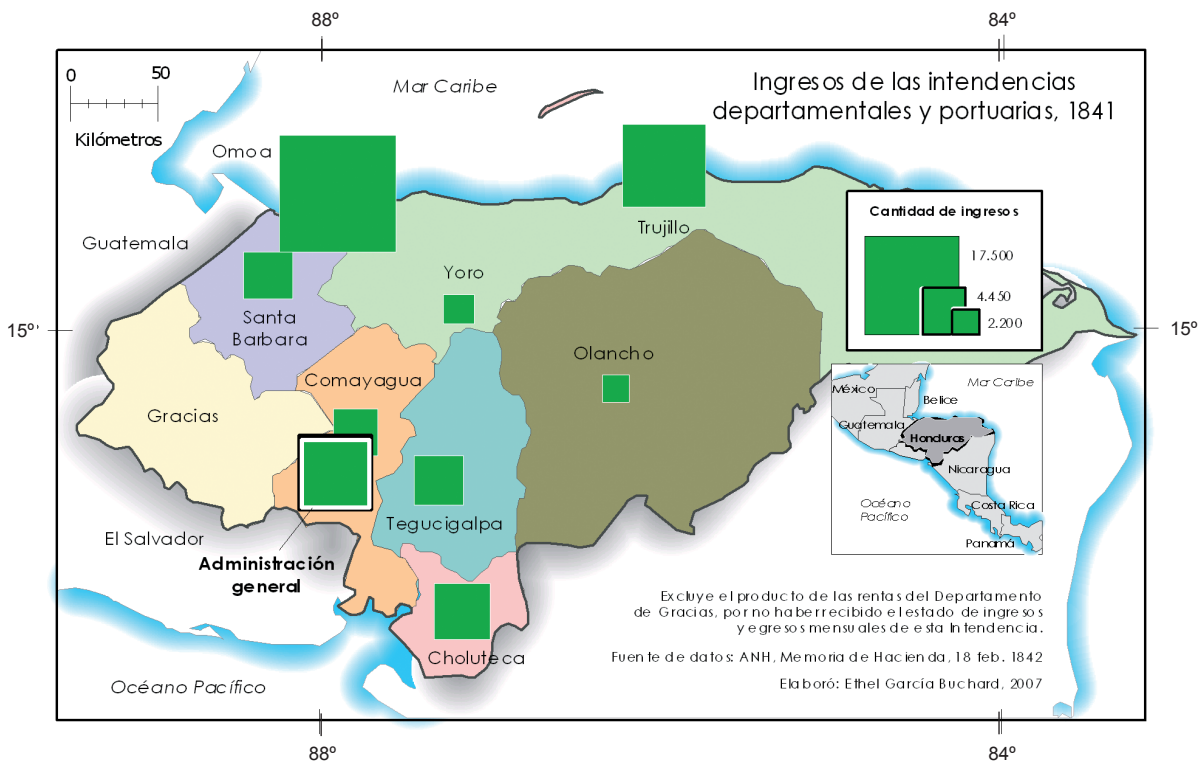 88º
84º
0 50
Kilómetros
Mar Caribe
Ingresos de las intendencias
departamentales y portuarias, 1841
Omoa
Guatemala
Trujillo
Cantidad de ingresos
17.500
4.450
2.200
Yoro
Santa
Barbara
15º
15º
Olancho
Comayagua
Gracias
México
Mar Caribe
Belice
Guatemala
Honduras
Nicaragua
Océano
Pacífico
Costa Rica
Panamá
Tegucigalpa
El Salvador
Administración
general
Choluteca
Océano Pacífico
Excluye el producto de las rentas del Departamento
de Gracias, por no haber recibido el estado de ingresos
y egresos mensuales de esta Intendencia.
Fuente de datos: ANH, Memoria de Hacienda, 18 feb. 1842
Elaboró: Ethel García Buchard, 2007
88º
84º